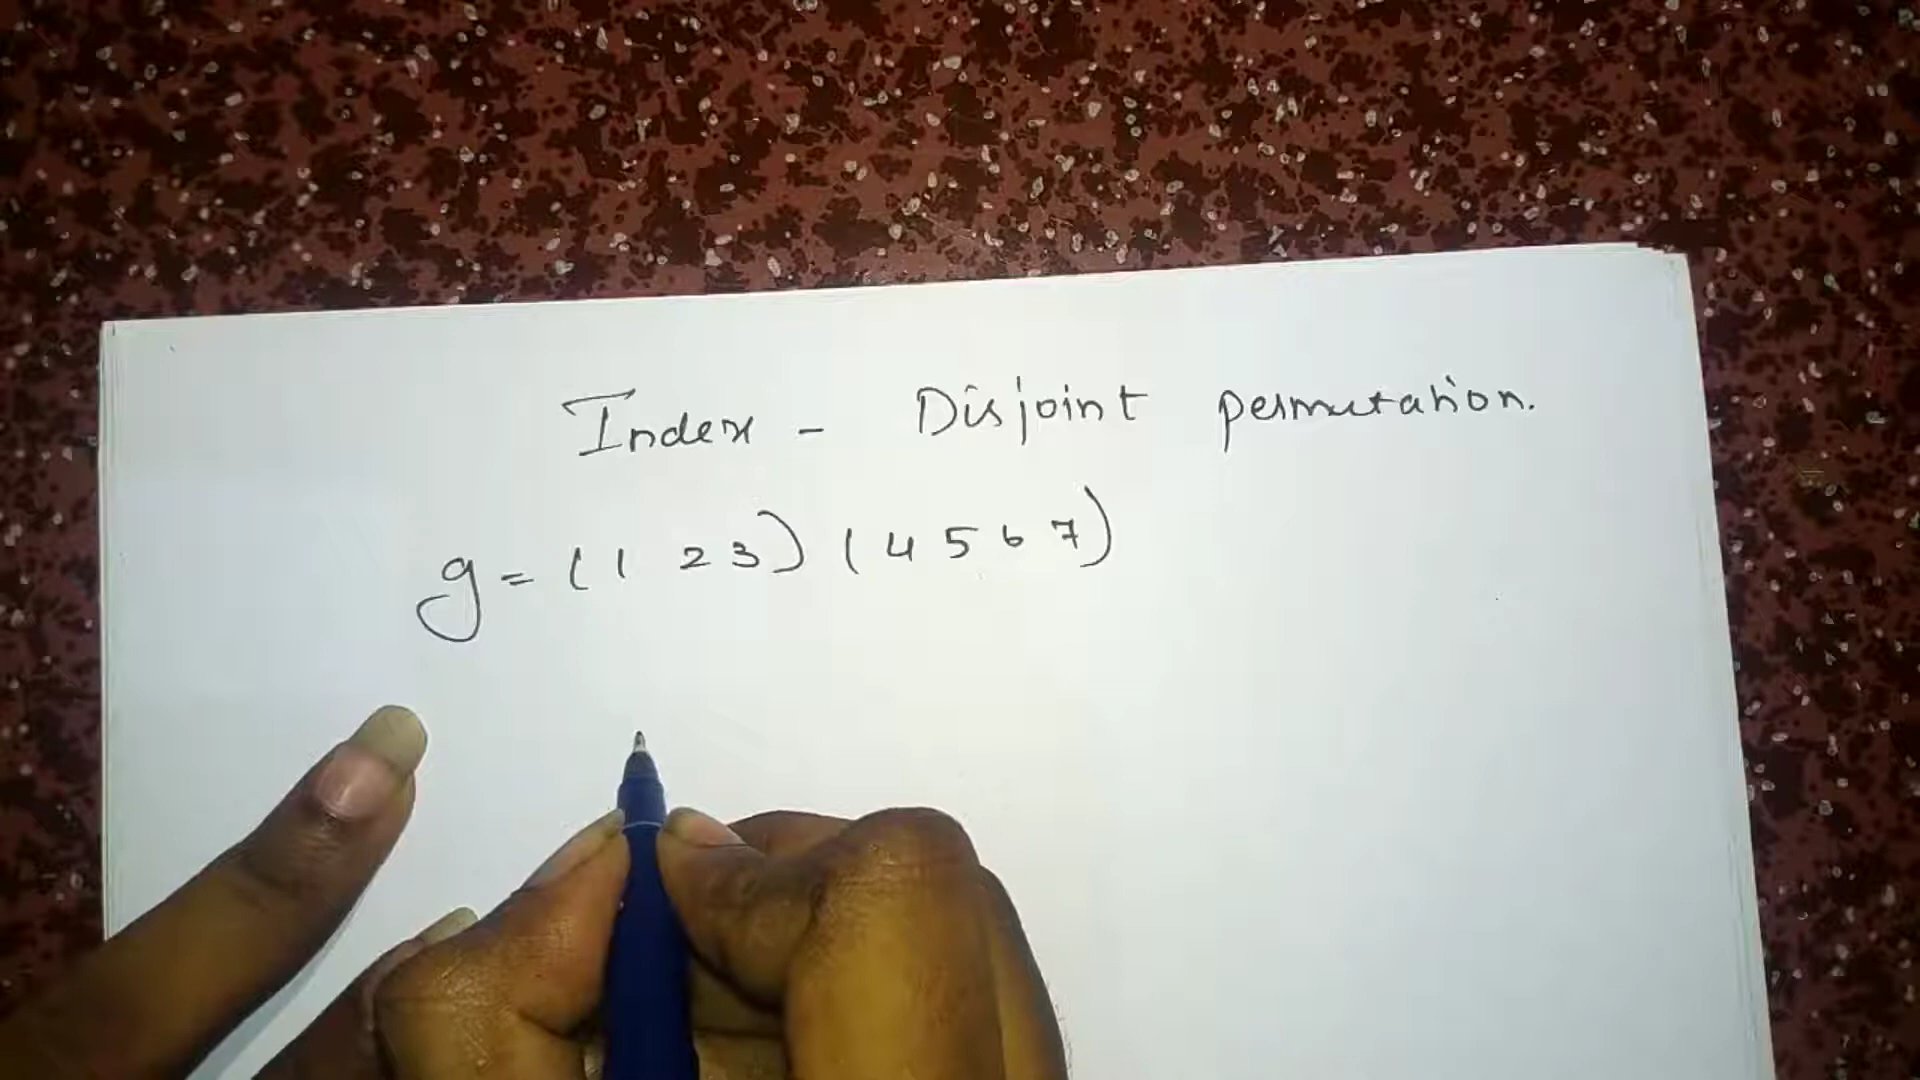 Index - Disjoint permutation.
g = (1 2 3) (4 5 6 7)